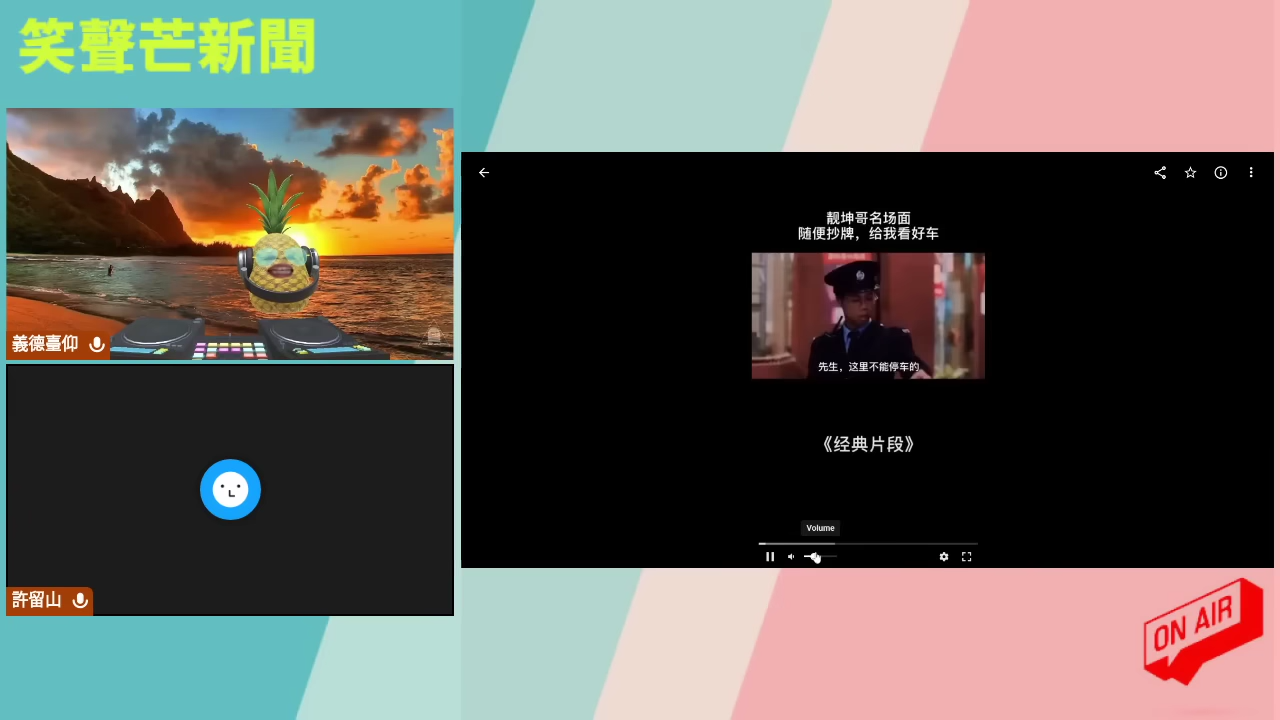 笑聲芒新聞
義德臺仰
許留山
靓坤哥名场面
随便抄牌，给我看好车
先生，这里不能停车的
《经典片段》
Volume
ON AIR